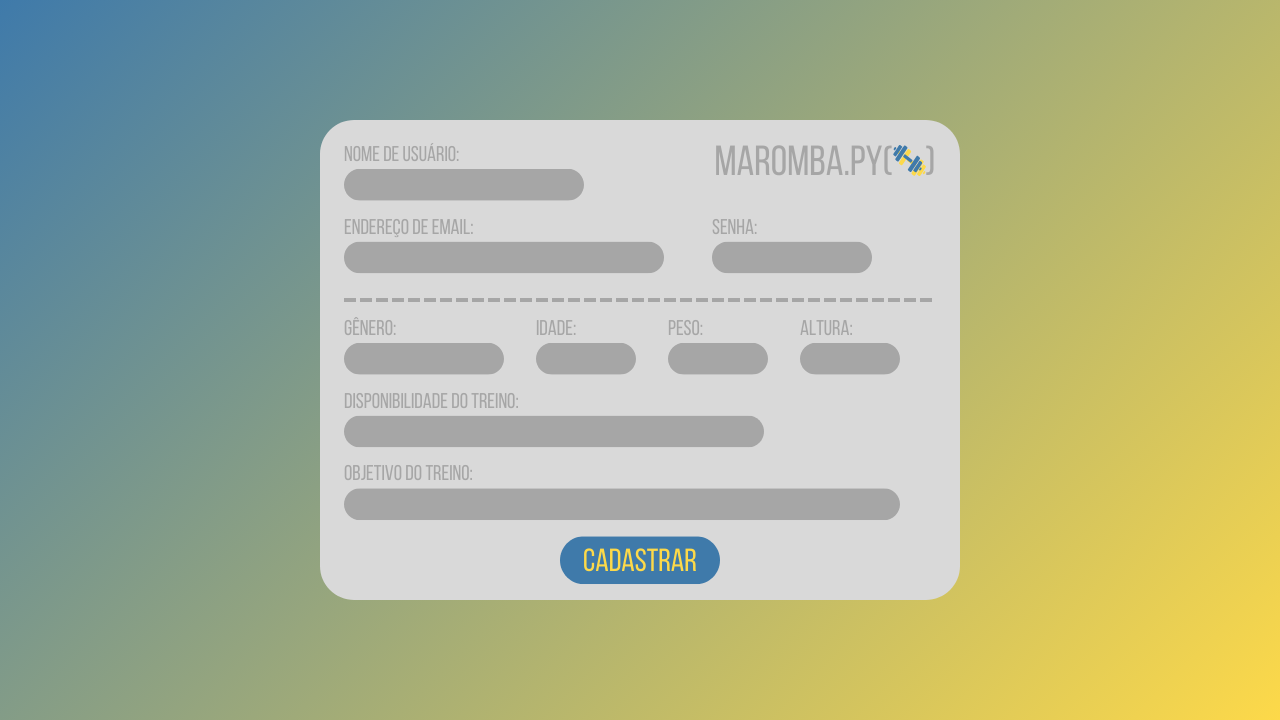 NOME DE USUÁRIO:
MAROMBA.PY()
ENDEREÇO DE EMAIL:
SENHA:
GÊNERO:
IDADE:
PESO:
ALTURA:
DISPONIBILIDADE DO TREINO:
OBJETIVO DO TREINO:
CADASTRAR